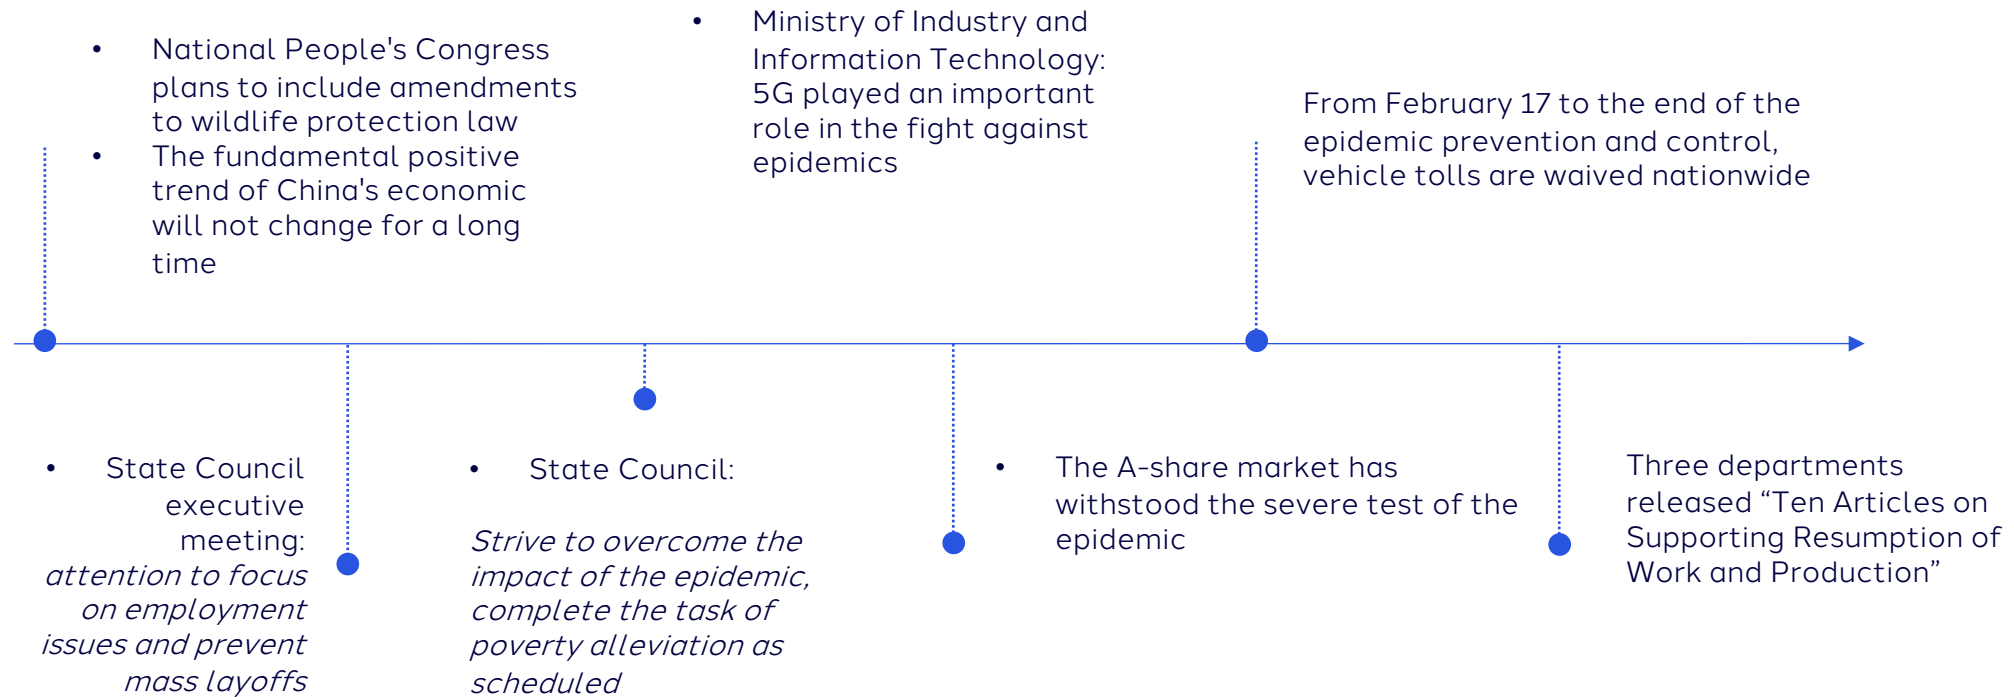 • National People's Congress
plans to include amendments
to wildlife protection law
• The fundamental positive
trend of China's economic
will not change for a long
time
• Ministry of Industry and
Information Technology:
5G played an important
role in the fight against
epidemics
From February 17 to the end of the
epidemic prevention and control,
vehicle tolls are waived nationwide
• State Council
executive
meeting:
attention to focus
on employment
issues and prevent
mass layoffs
• State Council:
Strive to overcome the
impact of the epidemic,
complete the task of
poverty alleviation as
scheduled
• The A-share market has
withstood the severe test of the
epidemic
Three departments
released “Ten Articles on
Supporting Resumption of
Work and Production”